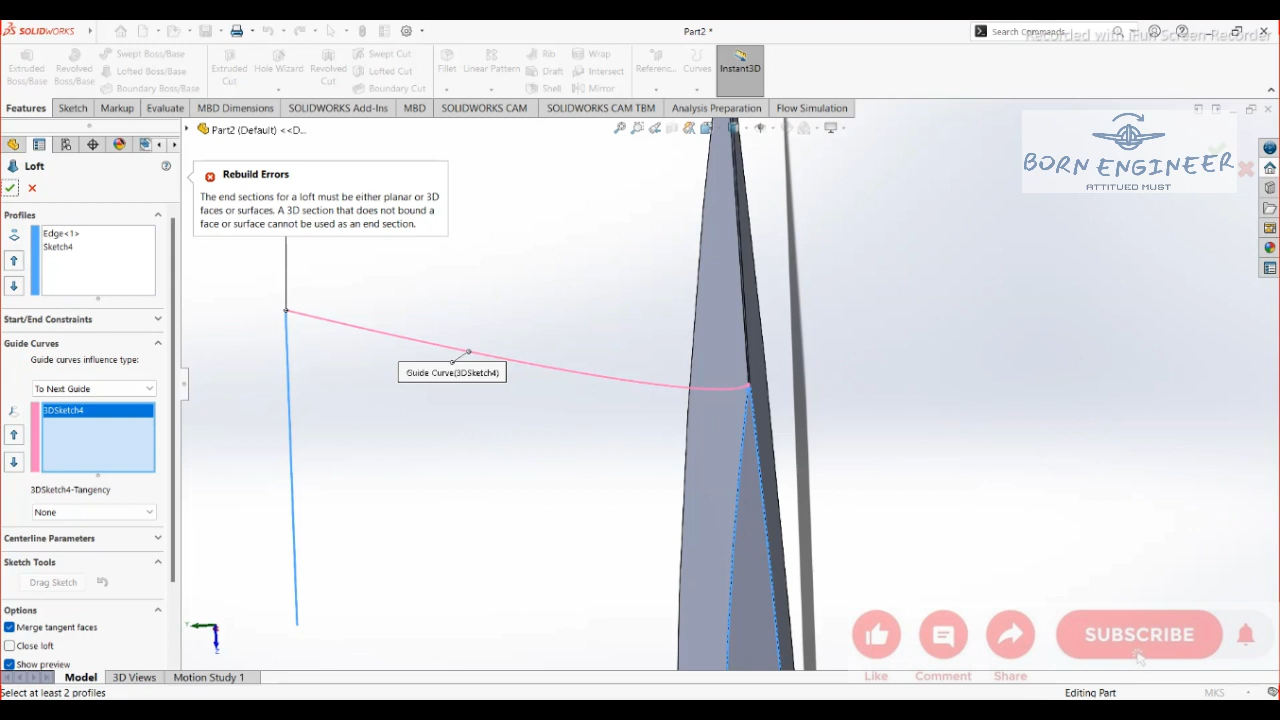 SOLIDWORKS
Part2 *
Search Commands
Recorded with iFun Screen Recorder
Extruded Boss/Base
Revolved Boss/Base
Swept Boss/Base
Lofted Boss/Base
Boundary Boss/Base
Extruded Cut
Hole Wizard
Revolved Cut
Swept Cut
Lofted Cut
Boundary Cut
Fillet
Linear Pattern
Rib
Draft
Shell
Wrap
Intersect
Mirror
Referenc...
Curves
Instant3D
Features
Sketch
Markup
Evaluate
MBD Dimensions
SOLIDWORKS Add-Ins
MBD
SOLIDWORKS CAM
SOLIDWORKS CAM TBM
Analysis Preparation
Flow Simulation
Part2 (Default) <<D...
BORN ENGINEER
ATTITUED MUST
Loft
Rebuild Errors
The end sections for a loft must be either planar or 3D
faces or surfaces. A 3D section that does not bound a
face or surface cannot be used as an end section.
Profiles
Edge<1>
Sketch4
Start/End Constraints
Guide Curves
Guide curves influence type:
To Next Guide
3DSketch4
Guide Curve(3DSketch4)
3DSketch4-Tangency
None
Centerline Parameters
Sketch Tools
Drag Sketch
Options
Merge tangent faces
Close loft
Show preview
SUBSCRIBE
Like
Comment
Share
Model
3D Views
Motion Study 1
Select at least 2 profiles
Editing Part
MKS